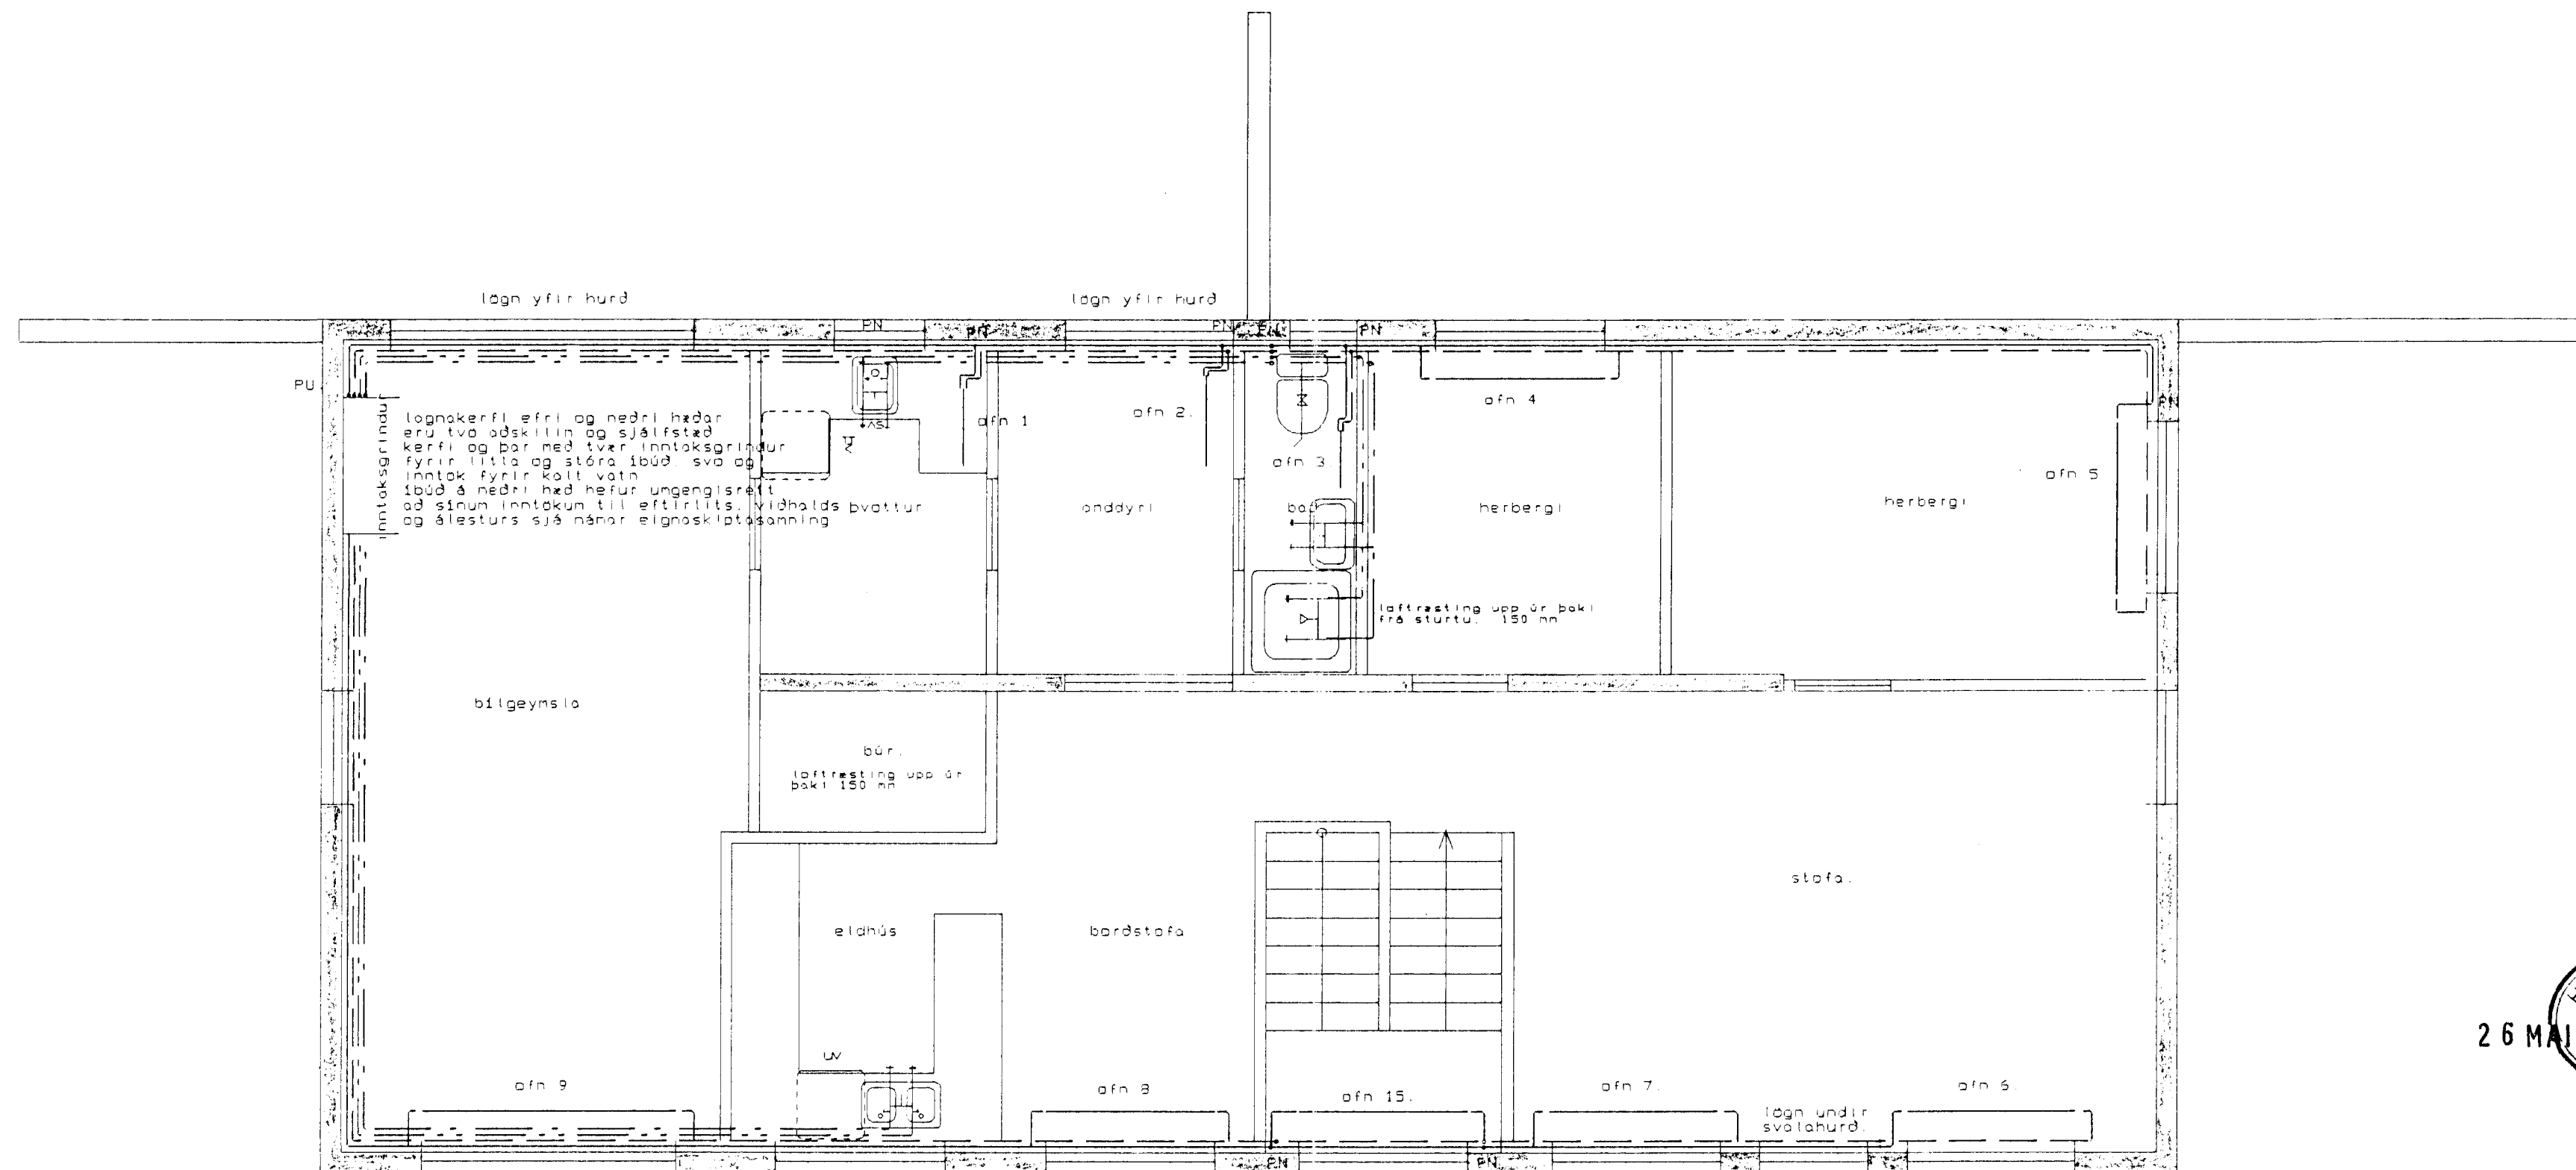 lögn yfir hurð
lögn yfir hurð
PN
PN
PN
PN
PN
PU
inntaksgrindur
lagnakerfi efri og neðri hæðar
eru tvö aðskilin og sjálfstæð
kerfi og þar með tvær inntaksgrindur
fyrir litla og stóra íbúð. svo og
inntök fyrir kalt vatn
íbúð á neðri hæð hefur umgengisrétt
að sínum inntökum til eftirlits, viðhalds
og álesturs sjá nánar eignaskiptasamning
þvottur
SV
ofn 1
ofn 2.
anddyri
ofn 3.
bað
ofn 4
herbergi
PN
ofn 5
herbergi
loftræsting upp úr þaki
frá sturtu. 150 mm
bílgeymsla
búr.
loftræsting upp úr
þaki 150 mm
eldhús
borðstofa
stofa.
UV
ofn 9
ofn 8
ofn 15.
ofn 7.
ofn 6.
lögn undir
svalahurð.
PN
PN
26 MAI